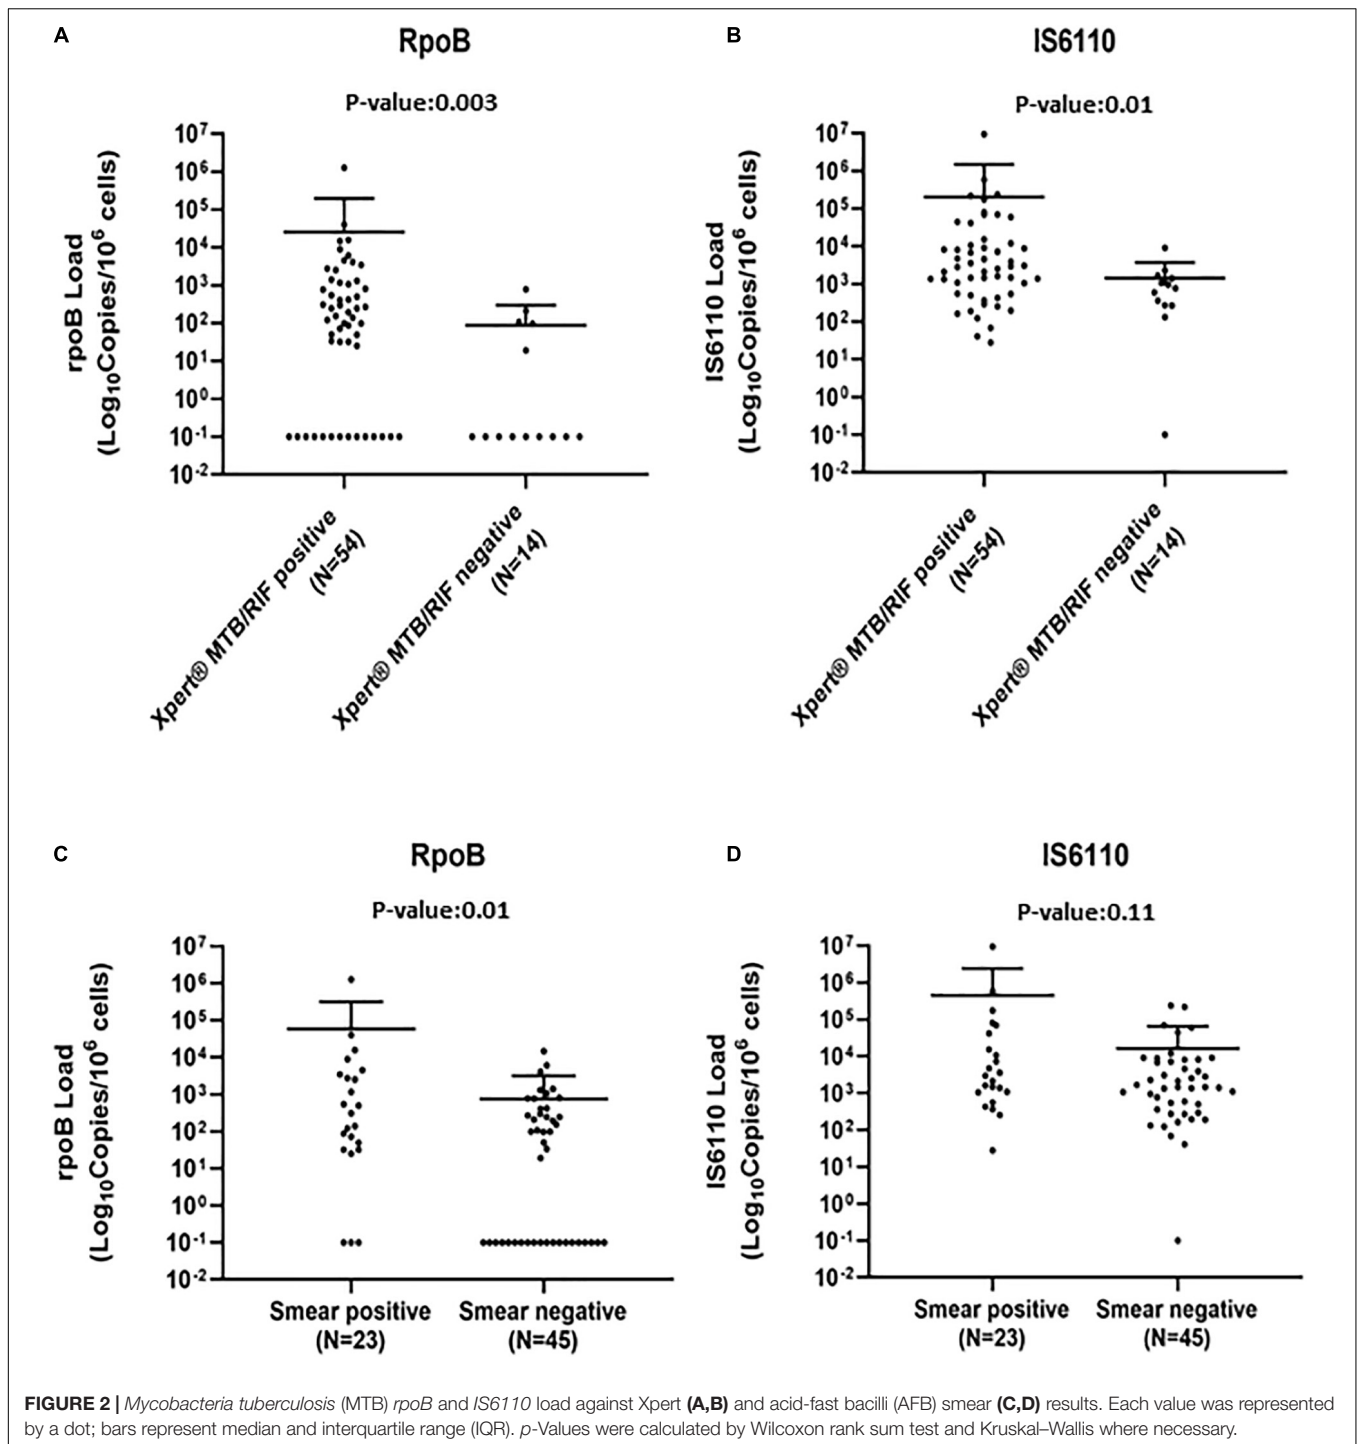 A
RpoB
P-value:0.003
rpoB Load
(Log10Copies/10^6 cells)
10^7
10^6
10^5
10^4
10^3
10^2
10^1
10^0
10^-1
10^-2
Xpert® MTB/RIF positive
(N=54)
Xpert® MTB/RIF negative
(N=14)
B
IS6110
P-value:0.01
IS6110 Load
(Log10Copies/10^6 cells)
10^7
10^6
10^5
10^4
10^3
10^2
10^1
10^0
10^-1
10^-2
Xpert® MTB/RIF positive
(N=54)
Xpert® MTB/RIF negative
(N=14)
C
RpoB
P-value:0.01
rpoB Load
(Log10Copies/10^6 cells)
10^7
10^6
10^5
10^4
10^3
10^2
10^1
10^0
10^-1
10^-2
Smear positive
(N=23)
Smear negative
(N=45)
D
IS6110
P-value:0.11
IS6110 Load
(Log10Copies/10^6 cells)
10^7
10^6
10^5
10^4
10^3
10^2
10^1
10^0
10^-1
10^-2
Smear positive
(N=23)
Smear negative
(N=45)
FIGURE 2 | Mycobacteria tuberculosis (MTB) rpoB and IS6110 load against Xpert (A,B) and acid-fast bacilli (AFB) smear (C,D) results. Each value was represented
by a dot; bars represent median and interquartile range (IQR). p-Values were calculated by Wilcoxon rank sum test and Kruskal–Wallis where necessary.